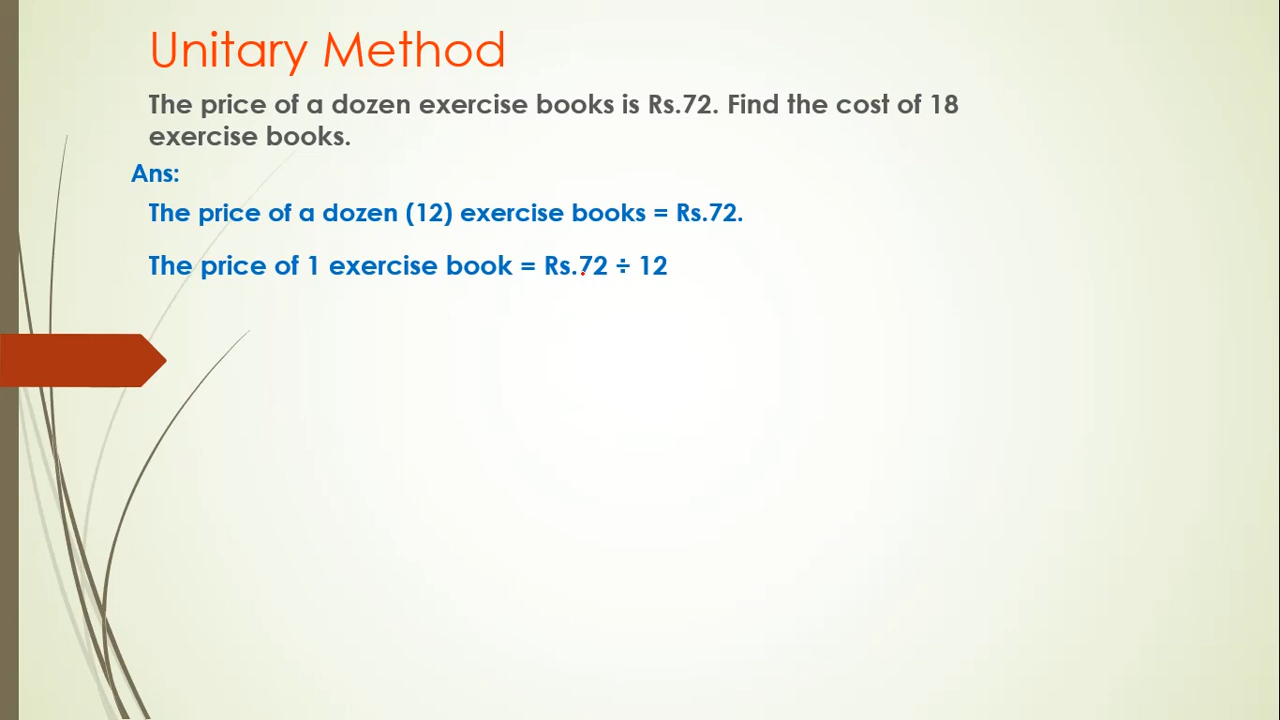 Unitary Method
The price of a dozen exercise books is Rs.72. Find the cost of 18
exercise books.
Ans:
The price of a dozen (12) exercise books = Rs.72.
The price of 1 exercise book = Rs.72 ÷ 12